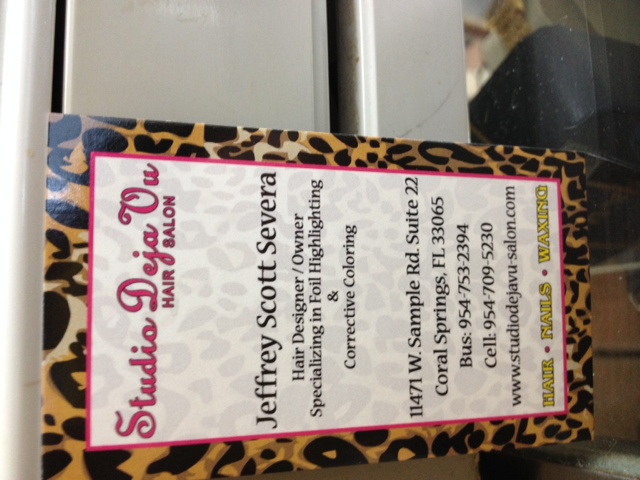 Studio Deja Vu
HAIR SALON
Jeffrey Scott Severa
Hair Designer / Owner
Specializing in Foil Highlighting
&
Corrective Coloring
11471 W. Sample Rd. Suite 22
Coral Springs, FL 33065
Bus: 954-753-2394
Cell: 954-709-5230
www.studiodejavu-salon.com
HAIR • NAILS • WAXING